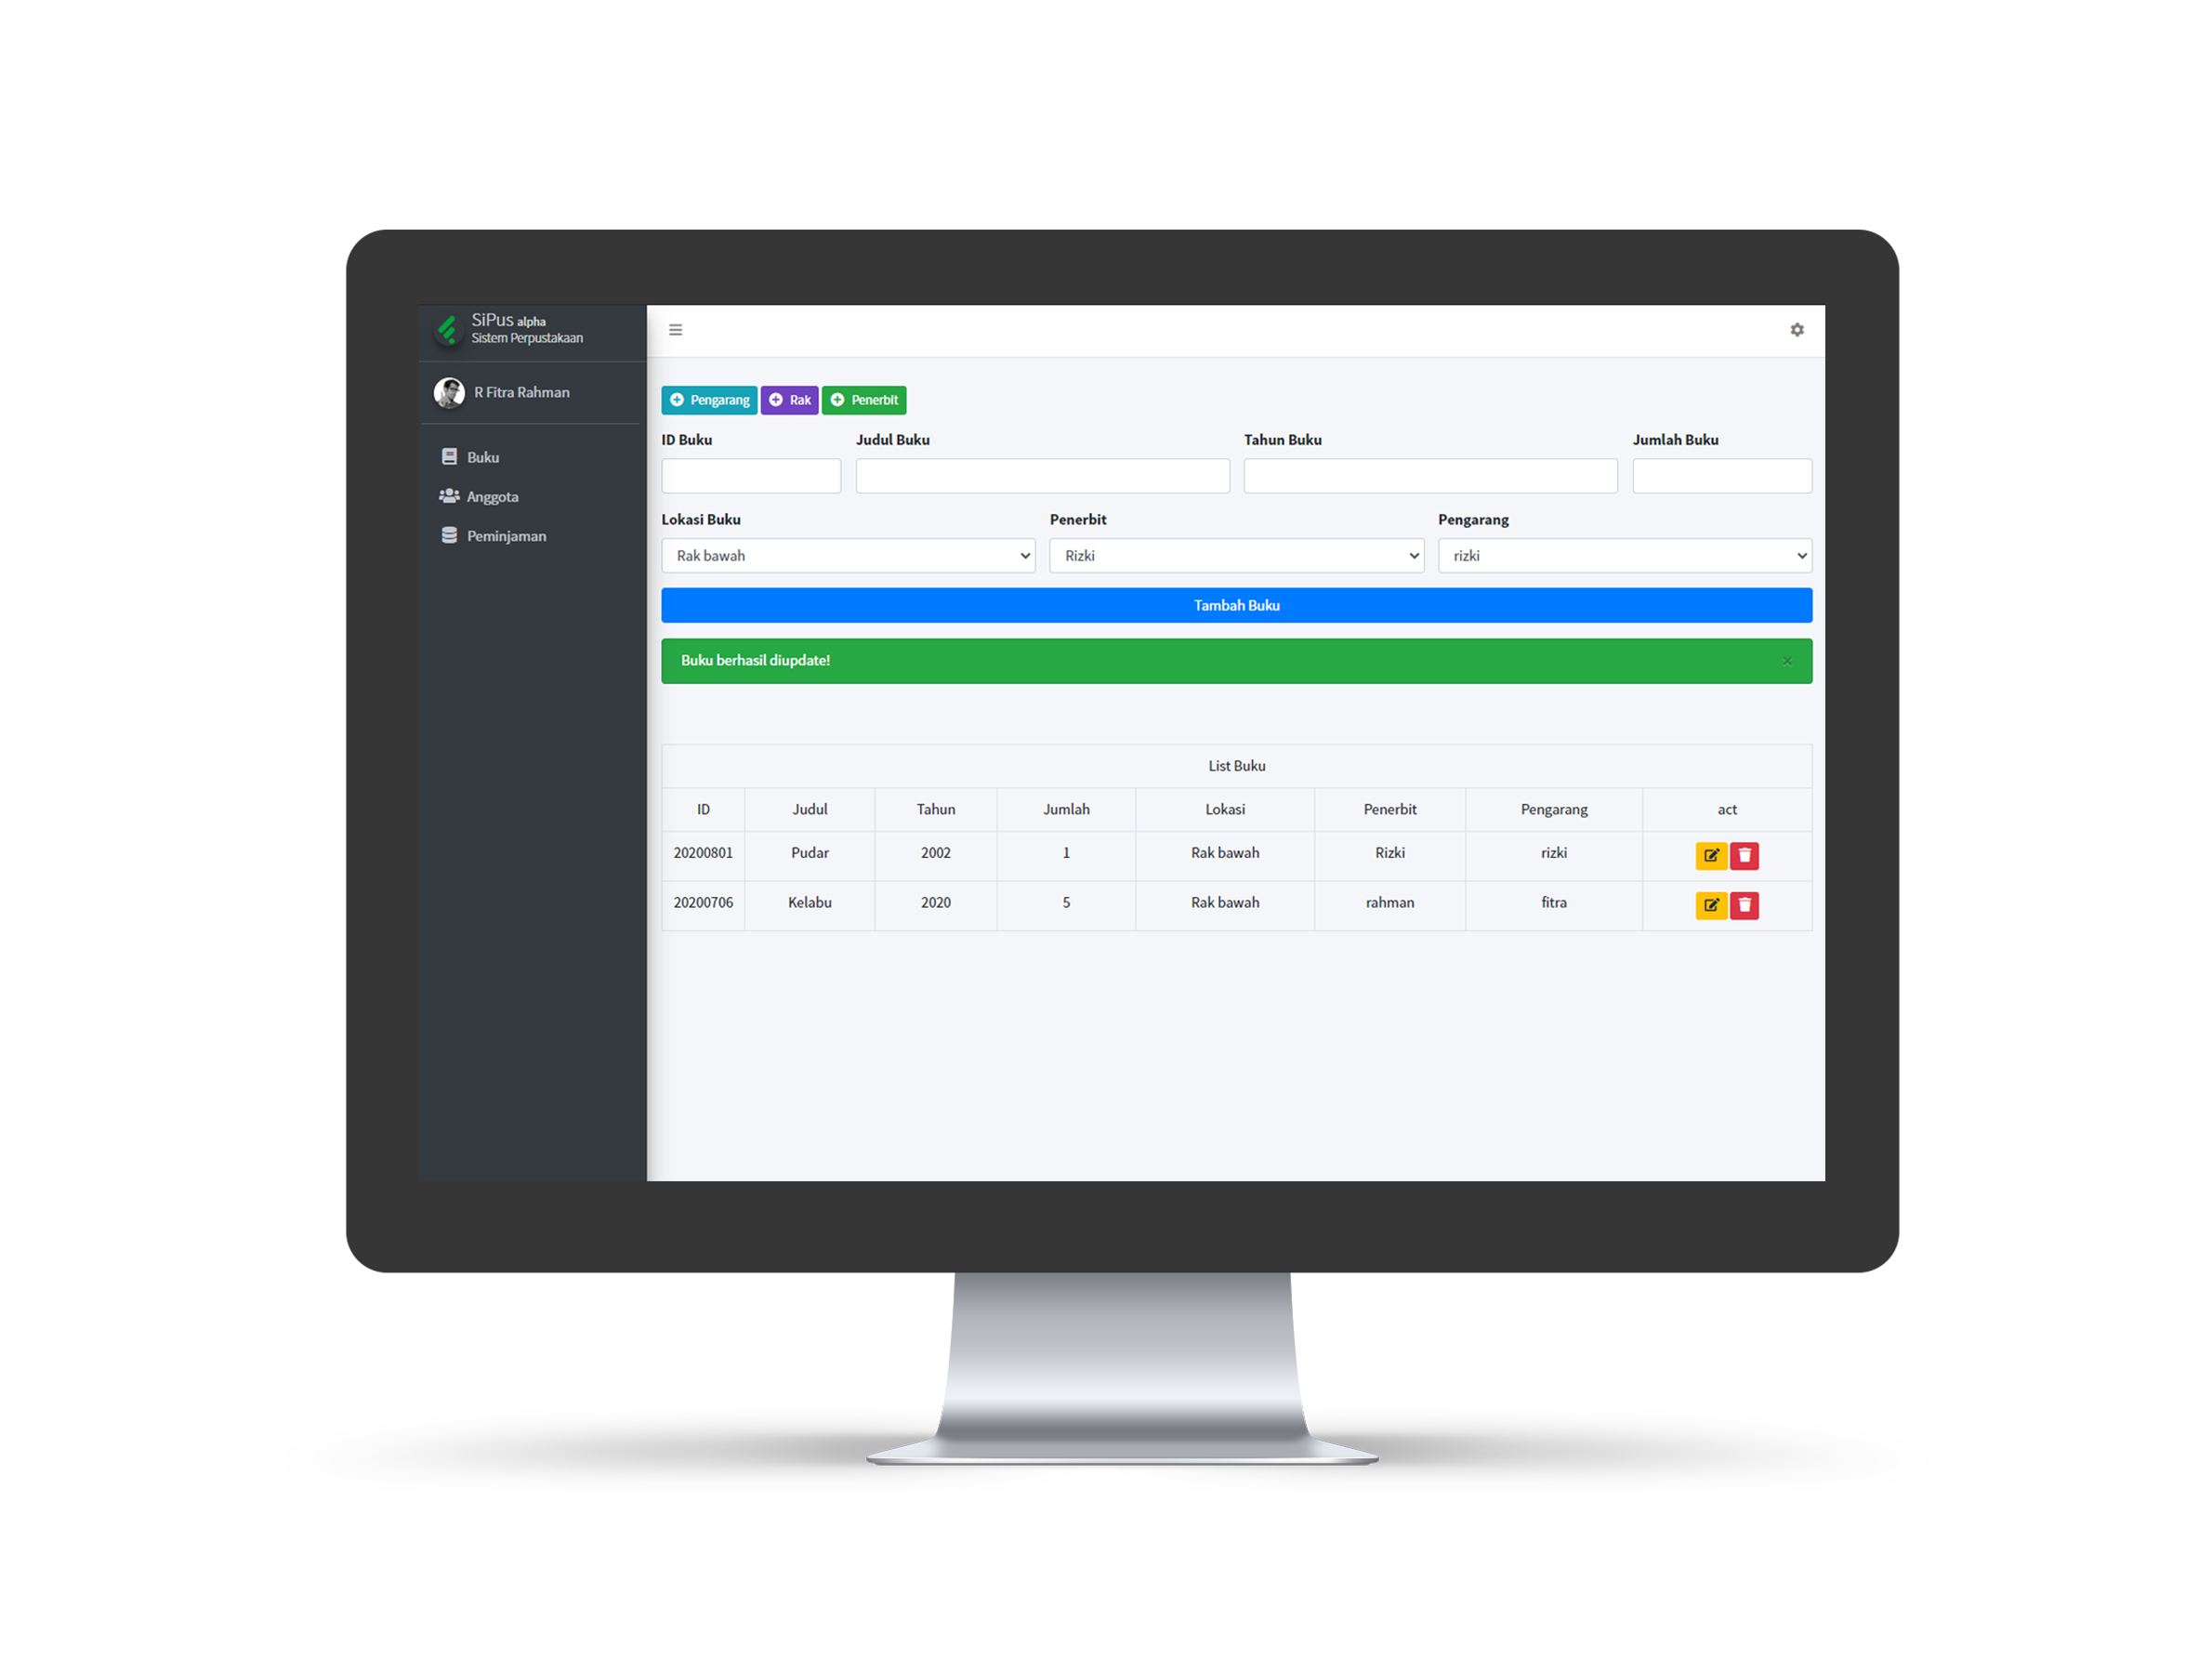 SiPus alpha
Sistem Perpustakaan
R Fitra Rahman
Buku
Anggota
Peminjaman
Pengarang Rak Penerbit
ID Buku Judul Buku Tahun Buku Jumlah Buku
Lokasi Buku Penerbit Pengarang
Rak bawah Rizki rizki
Tambah Buku
Buku berhasil diupdate! ×
List Buku
ID Judul Tahun Jumlah Lokasi Penerbit Pengarang act
20200801 Pudar 2002 1 Rak bawah Rizki rizki
20200706 Kelabu 2020 5 Rak bawah rahman fitra